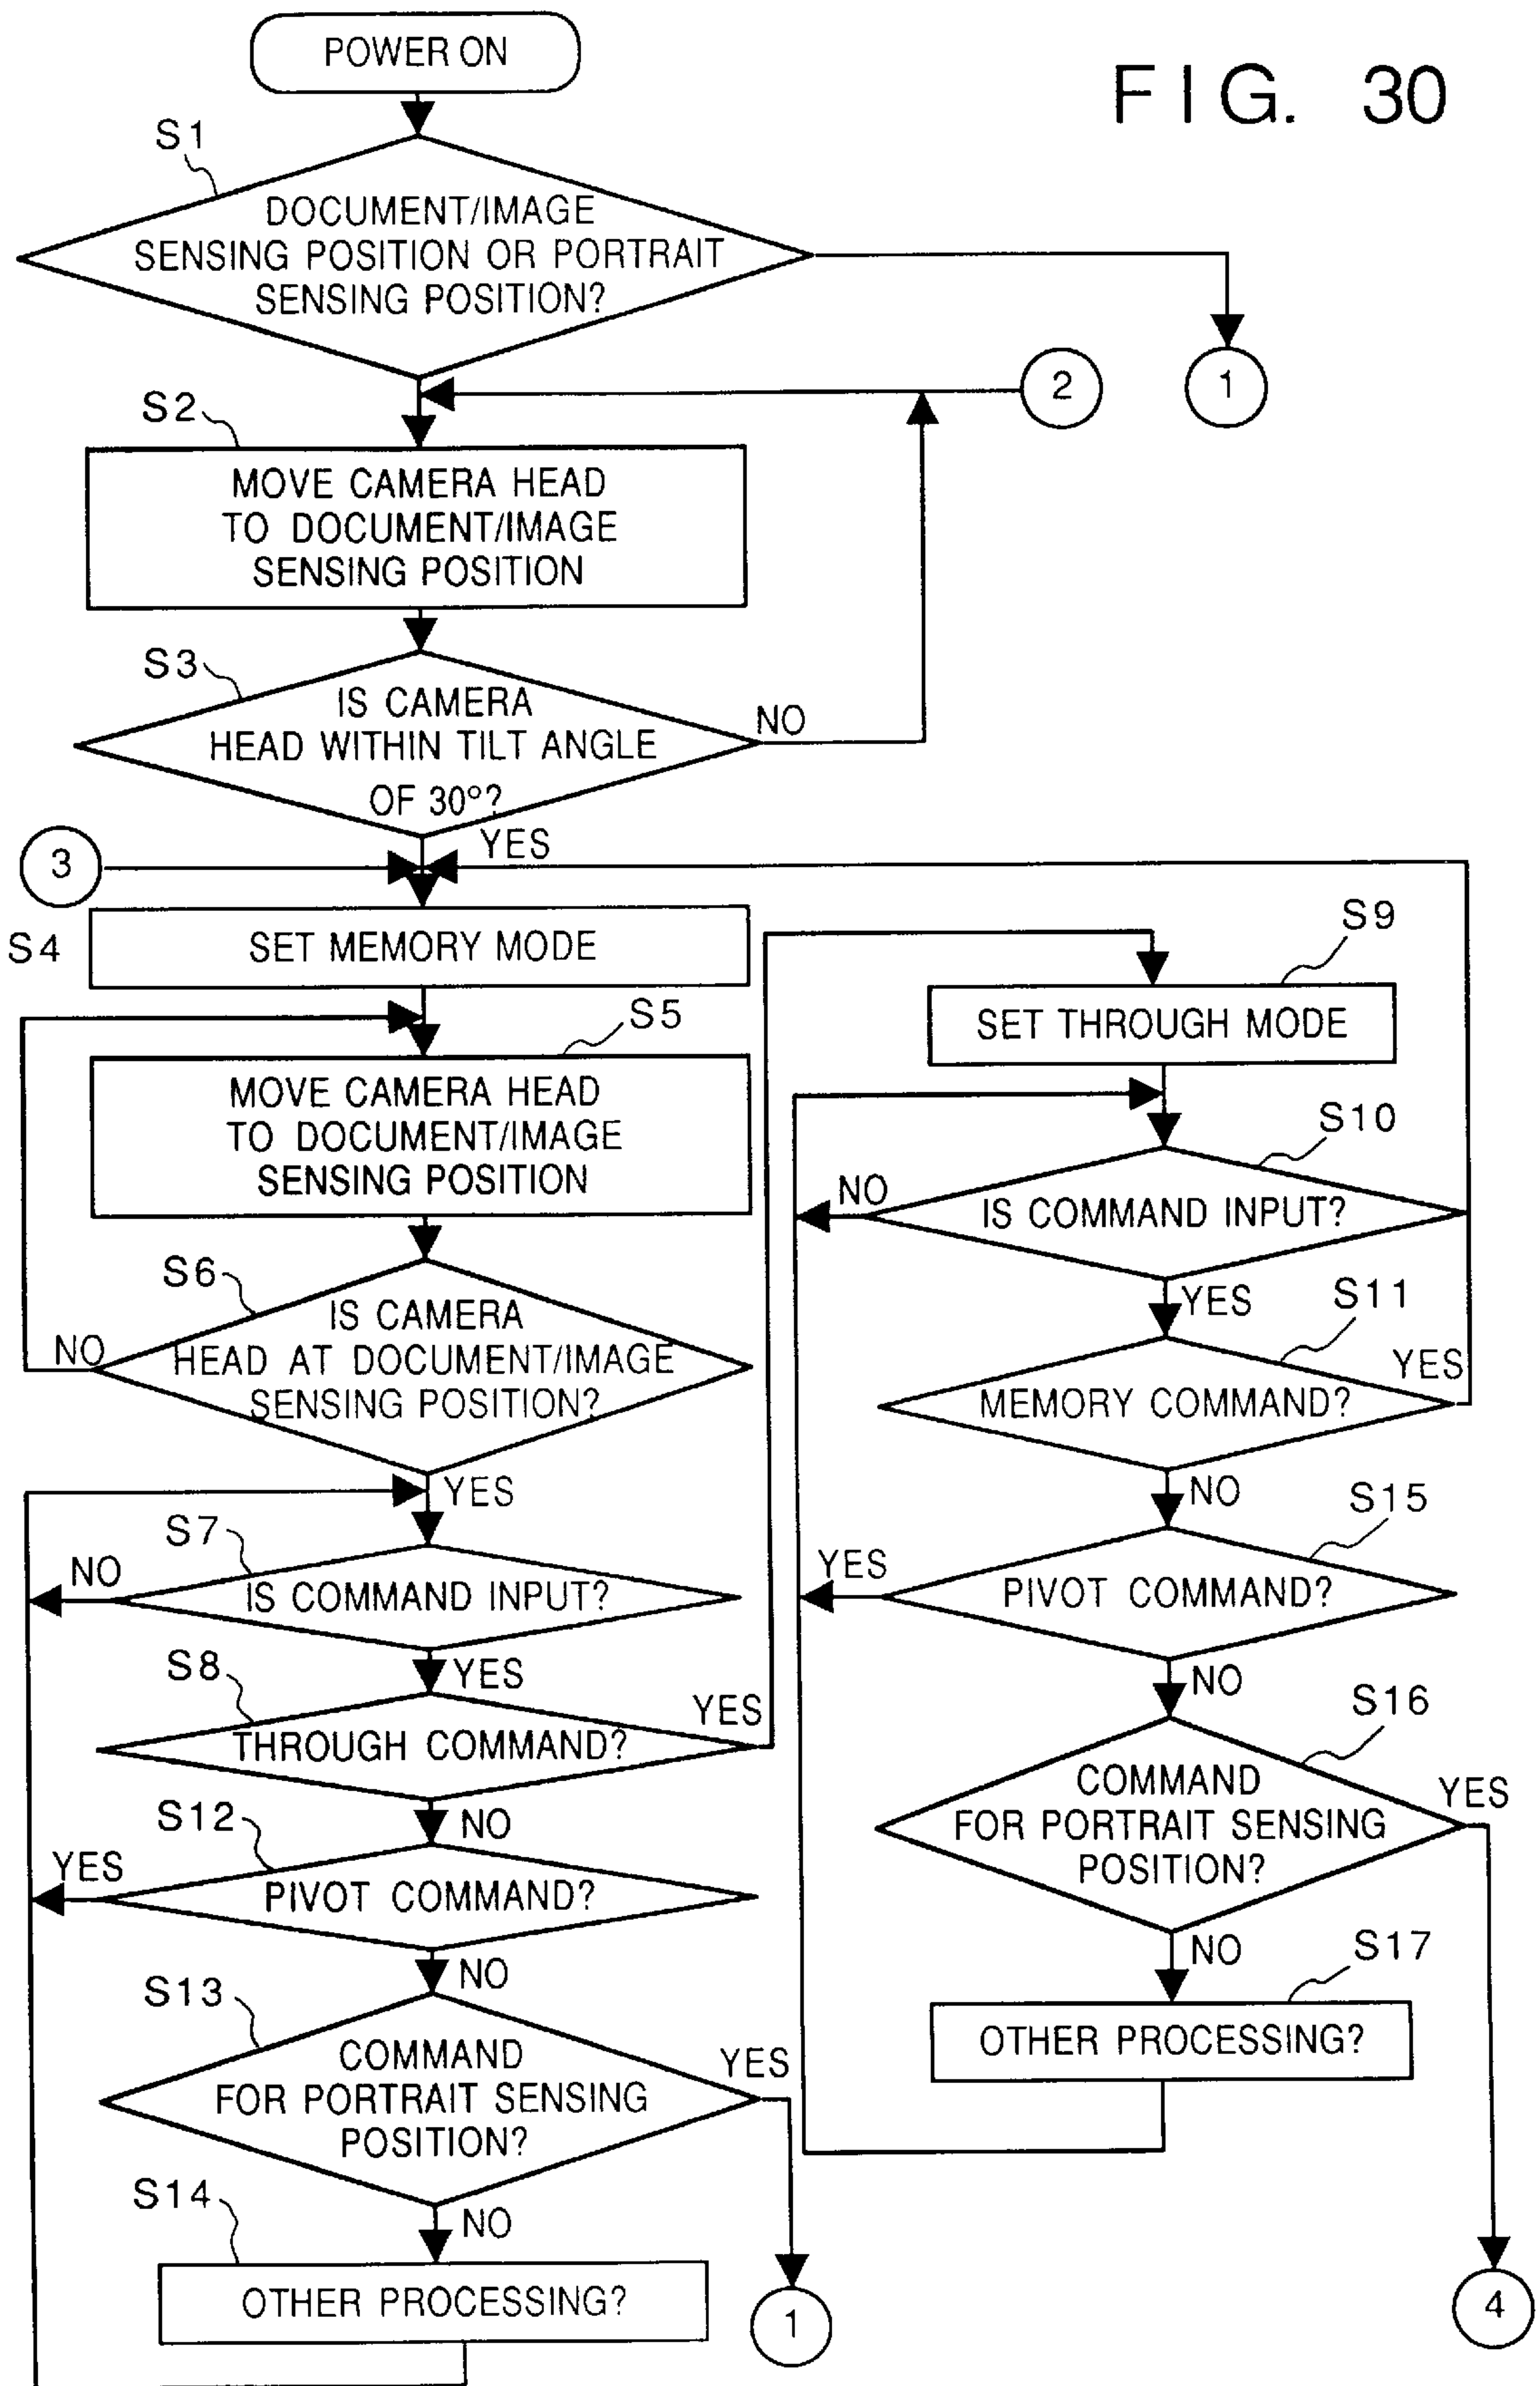 POWER ON
FIG. 30
S1
DOCUMENT/IMAGE
SENSING POSITION OR PORTRAIT
SENSING POSITION?
2
1
S2
MOVE CAMERA HEAD
TO DOCUMENT/IMAGE
SENSING POSITION
S3
IS CAMERA
HEAD WITHIN TILT ANGLE
OF 30°?
NO
YES
3
S4
SET MEMORY MODE
S5
MOVE CAMERA HEAD
TO DOCUMENT/IMAGE
SENSING POSITION
S6
IS CAMERA
HEAD AT DOCUMENT/IMAGE
SENSING POSITION?
NO
YES
S7
NO
IS COMMAND INPUT?
YES
S8
THROUGH COMMAND?
YES
NO
S12
YES
PIVOT COMMAND?
NO
S13
COMMAND
FOR PORTRAIT SENSING
POSITION?
YES
NO
S14
OTHER PROCESSING?
1
S9
SET THROUGH MODE
S10
NO
IS COMMAND INPUT?
YES
S11
MEMORY COMMAND?
YES
NO
S15
YES
PIVOT COMMAND?
NO
S16
COMMAND
FOR PORTRAIT SENSING
POSITION?
YES
NO
S17
OTHER PROCESSING?
4